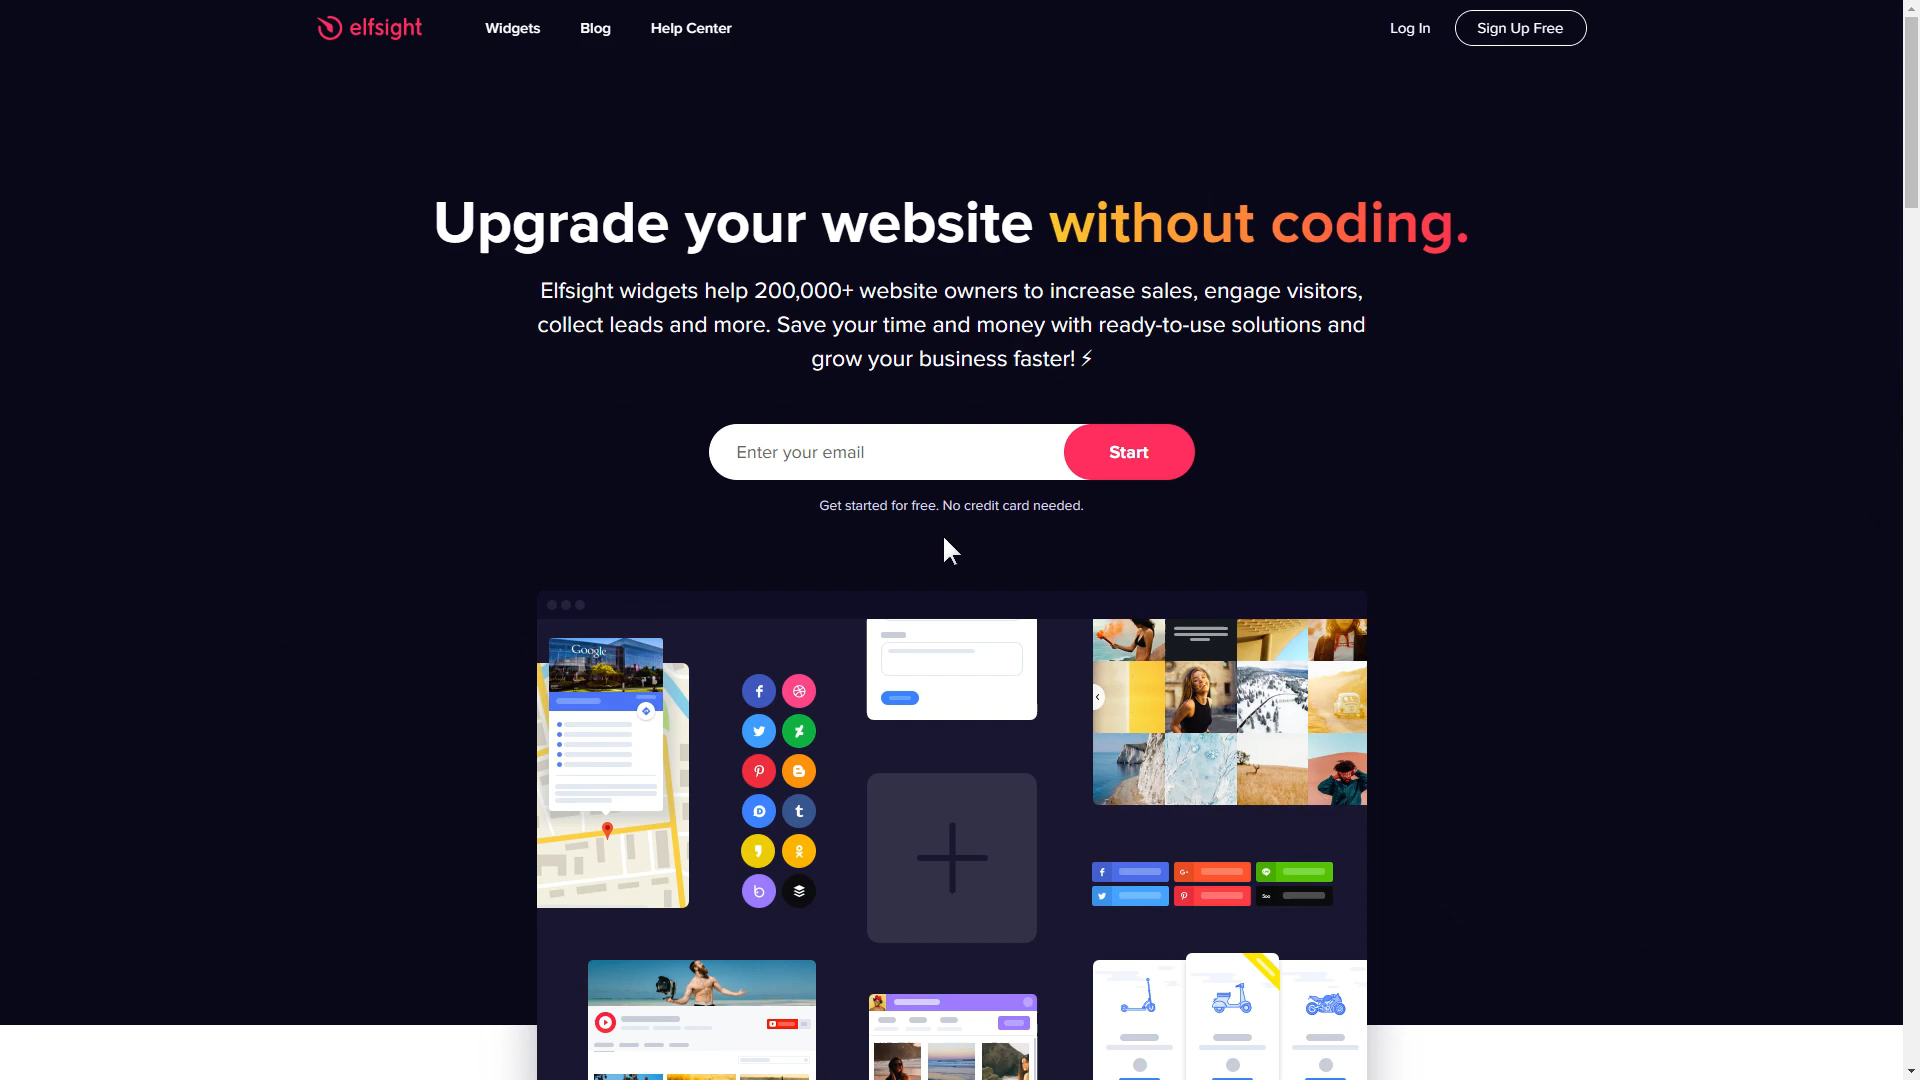 elfsight
Widgets
Blog
Help Center
Log In
Sign Up Free
Upgrade your website without coding.
Elfsight widgets help 200,000+ website owners to increase sales, engage visitors,
collect leads and more. Save your time and money with ready-to-use solutions and
grow your business faster! ⚡
Enter your email
Start
Get started for free. No credit card needed.
Google